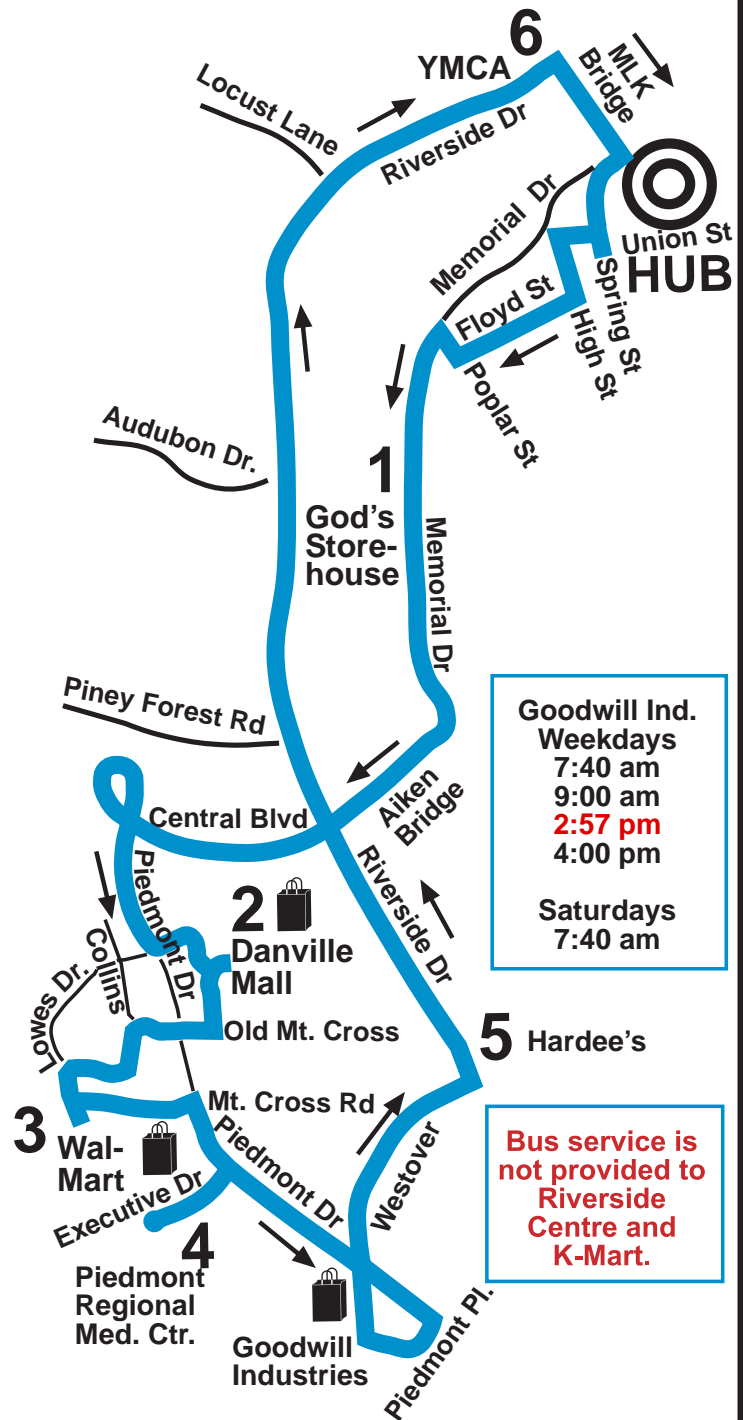 6
YMCA
MLK
Bridge
Locust Lane
Riverside Dr
Memorial Dr
Union St
HUB
Spring St
High St
Floyd St
Poplar St
Audubon Dr.
1
God's
Store-
house
Memorial Dr
Piney Forest Rd
Central Blvd
Aiken
Bridge
Goodwill Ind.
Weekdays
7:40 am
9:00 am
2:57 pm
4:00 pm
Saturdays
7:40 am
Riverside Dr
Piedmont Dr
2
Danville
Mall
Collins
Lowes Dr.
Old Mt. Cross
5 Hardee's
Mt. Cross Rd
3 Wal-
Mart
Piedmont Dr
Westover
Executive Dr
4
Piedmont
Regional
Med. Ctr.
Goodwill
Industries
Piedmont Pl.
Bus service is
not provided to
Riverside
Centre and
K-Mart.